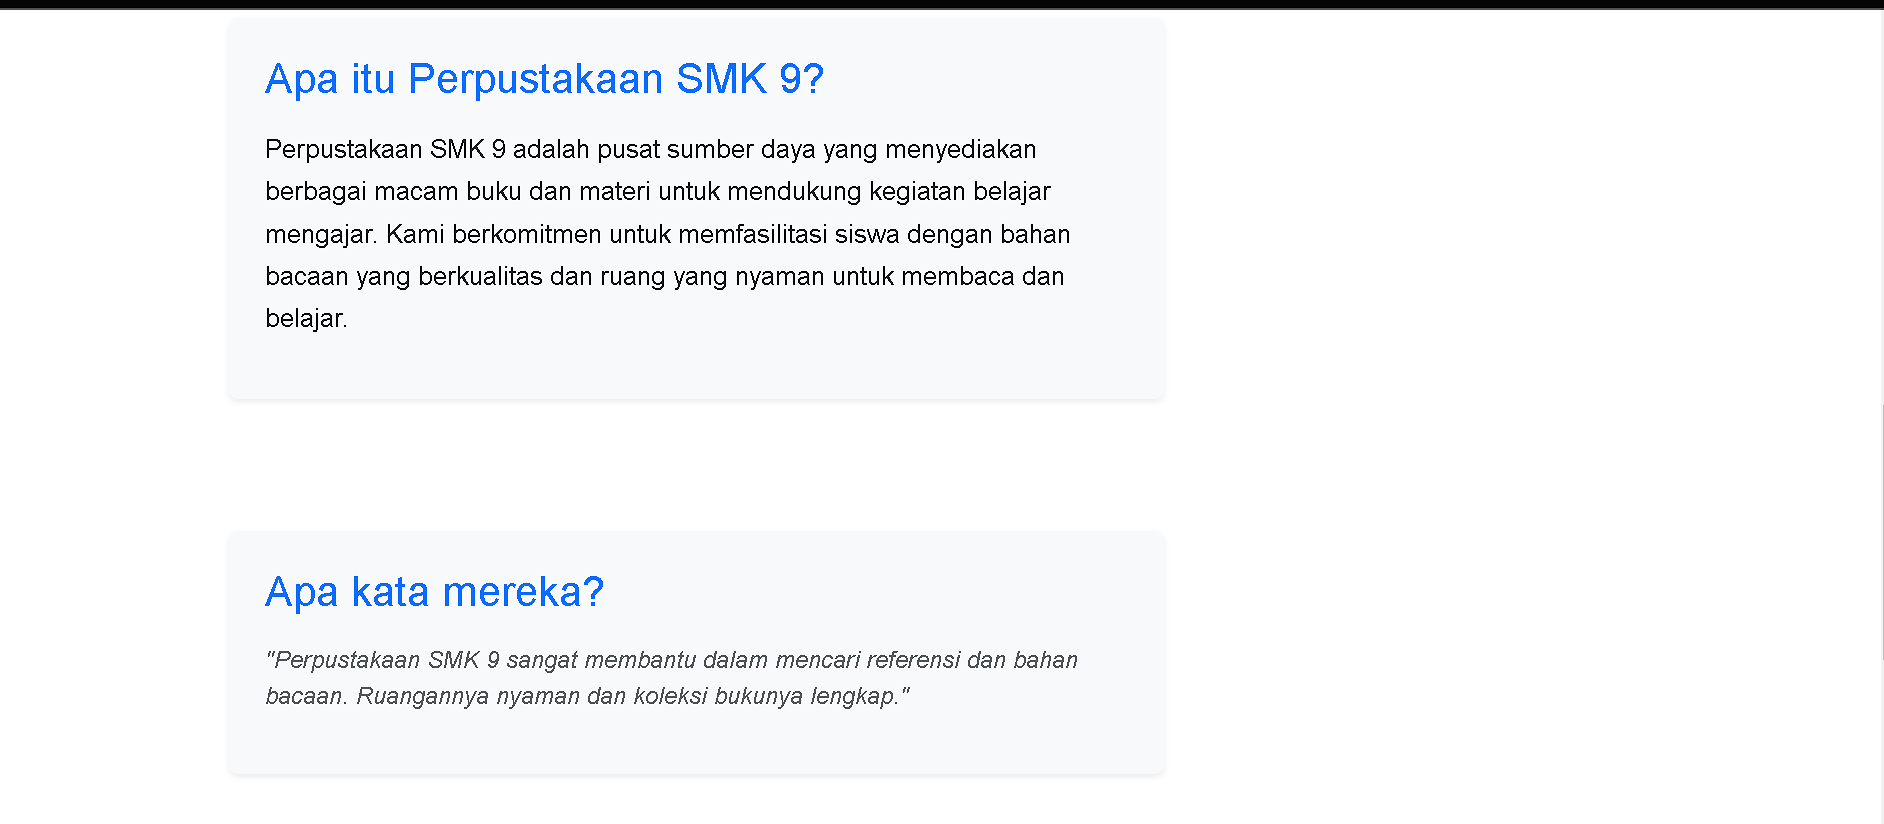 Apa itu Perpustakaan SMK 9?
Perpustakaan SMK 9 adalah pusat sumber daya yang menyediakan
berbagai macam buku dan materi untuk mendukung kegiatan belajar
mengajar. Kami berkomitmen untuk memfasilitasi siswa dengan bahan
bacaan yang berkualitas dan ruang yang nyaman untuk membaca dan
belajar.
Apa kata mereka?
"Perpustakaan SMK 9 sangat membantu dalam mencari referensi dan bahan
bacaan. Ruangannya nyaman dan koleksi bukunya lengkap."